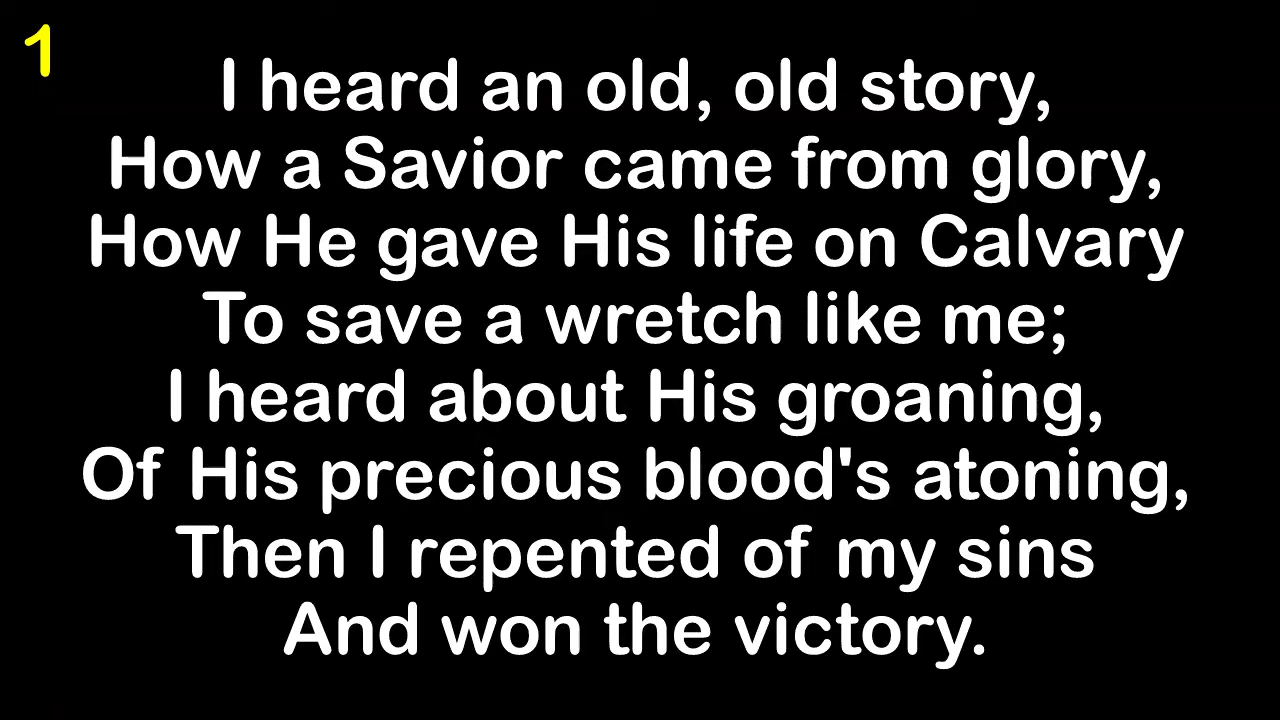 1
I heard an old, old story,
How a Savior came from glory,
How He gave His life on Calvary
To save a wretch like me;
I heard about His groaning,
Of His precious blood's atoning,
Then I repented of my sins
And won the victory.